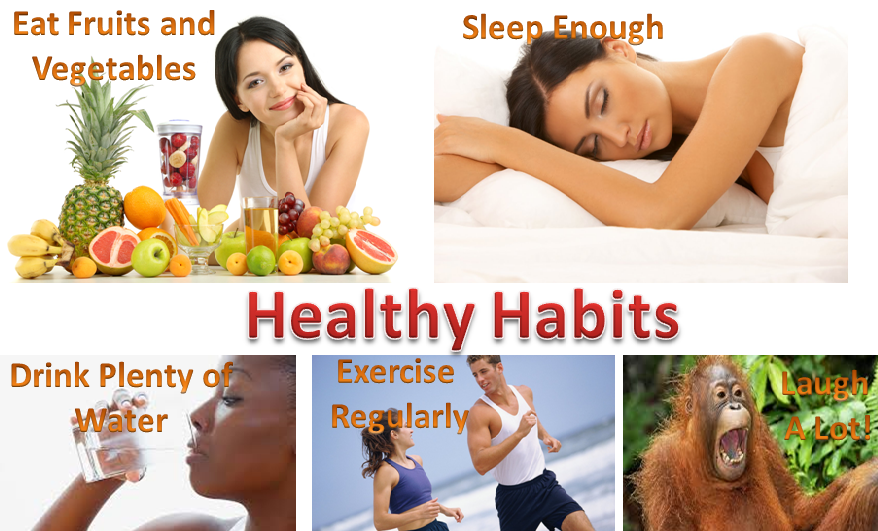 Eat Fruits and
Vegetables
Sleep Enough
Healthy Habits
Drink Plenty of
Water
Exercise
Regularly
Laugh
A Lot!